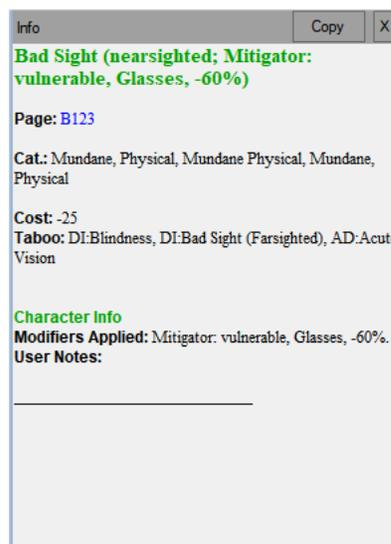 Info
Copy
X
Bad Sight (nearsighted; Mitigator:
vulnerable, Glasses, -60%)
Page: B123
Cat.: Mundane, Physical, Mundane Physical, Mundane,
Physical
Cost: -25
Taboo: DI:Blindness, DI:Bad Sight (Farsighted), AD:Acut
Vision
Character Info
Modifiers Applied: Mitigator: vulnerable, Glasses, -60%.
User Notes: